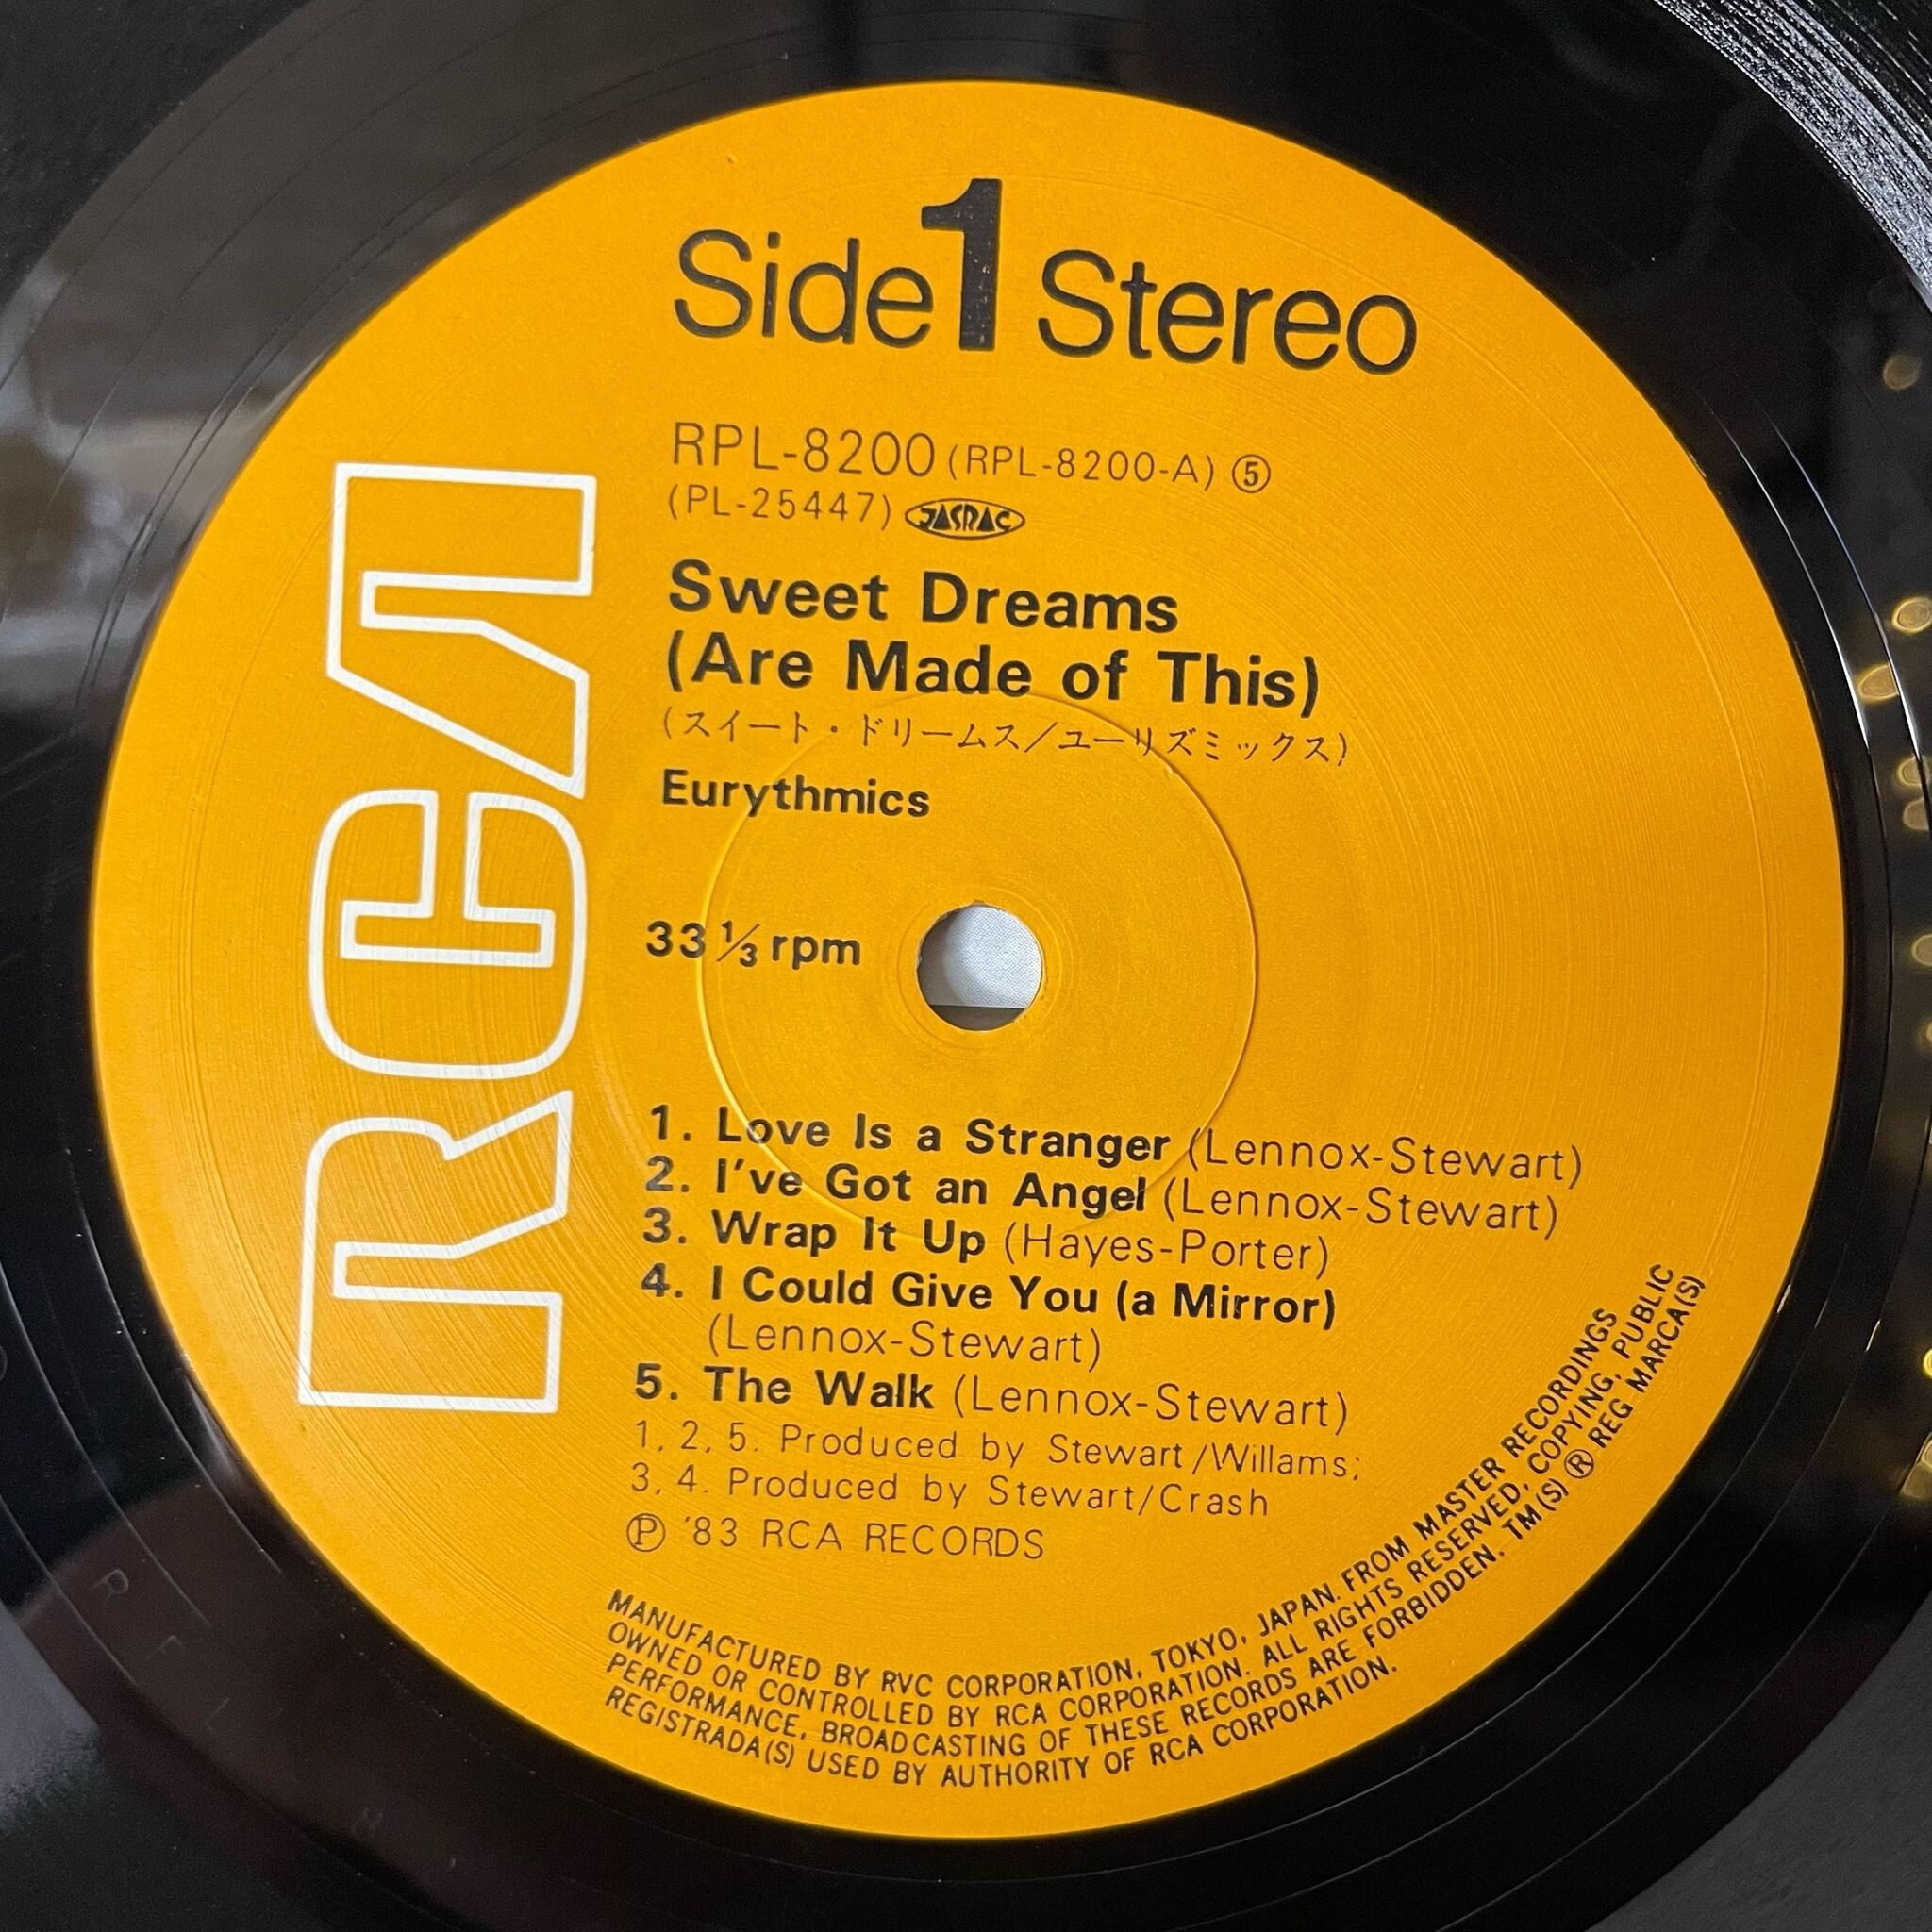 Side 1 Stereo
RPL-8200 (RPL-8200-A) ⑤
(PL-25447) JASRAC
Sweet Dreams
(Are Made of This)
(スイート・ドリームス/ユーリズミックス)
Eurythmics
33 1/3 rpm
RCA
1. Love Is a Stranger (Lennox-Stewart)
2. I've Got an Angel (Lennox-Stewart)
3. Wrap It Up (Hayes-Porter)
4. I Could Give You (a Mirror)
(Lennox-Stewart)
5. The Walk (Lennox-Stewart)
1, 2, 5. Produced by Stewart/Willams;
3, 4. Produced by Stewart/Crash
℗ '83 RCA RECORDS
MANUFACTURED BY RVC CORPORATION, TOKYO, JAPAN. FROM MASTER RECORDINGS
OWNED OR CONTROLLED BY RCA CORPORATION. ALL RIGHTS RESERVED, COPYING, PUBLIC
PERFORMANCE, BROADCASTING OF THESE RECORDS ARE FORBIDDEN. TM(S) ® REG MARCA(S)
REGISTRADA(S) USED BY AUTHORITY OF RCA CORPORATION.